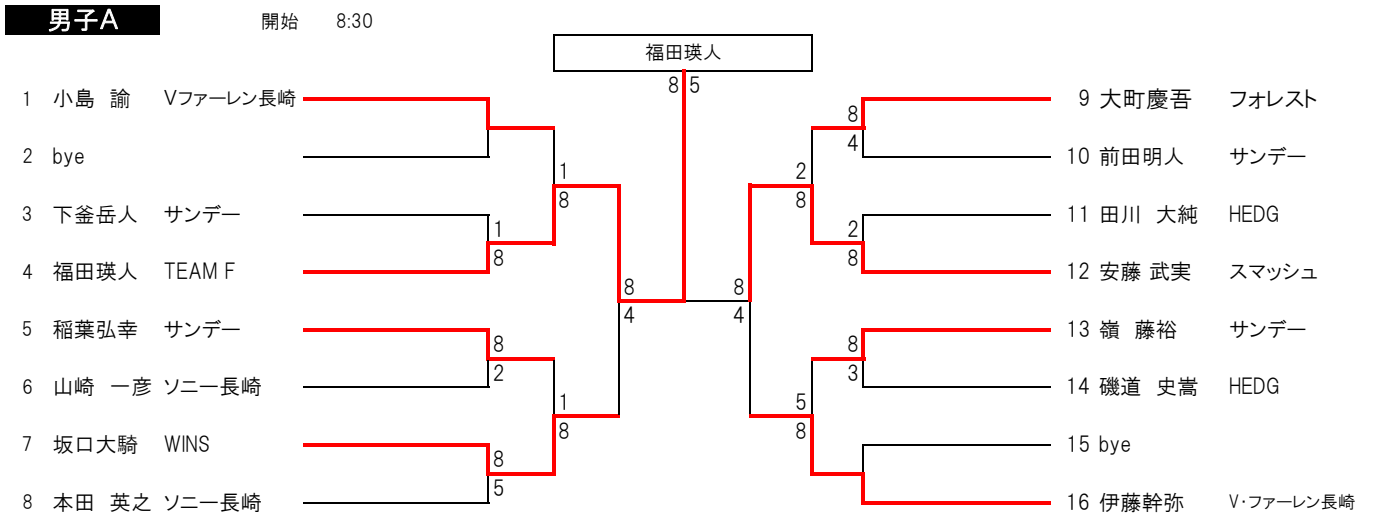 男子A 開始 8:30
福田瑛人
8 5
1 小島 諭 Vファーレン長崎
2 bye
3 下釜岳人 サンデー
4 福田瑛人 TEAM F
5 稲葉弘幸 サンデー
6 山崎 一彦 ソニー長崎
7 坂口大騎 WINS
8 本田 英之 ソニー長崎
1
8
8
2
8
5
1
8
1
8
8
4
8
4
2
8
5
8
8
4
2
8
8
3
9 大町慶吾 フォレスト
10 前田明人 サンデー
11 田川 大純 HEDG
12 安藤 武実 スマッシュ
13 嶺 藤裕 サンデー
14 磯道 史嵩 HEDG
15 bye
16 伊藤幹弥 V・ファーレン長崎